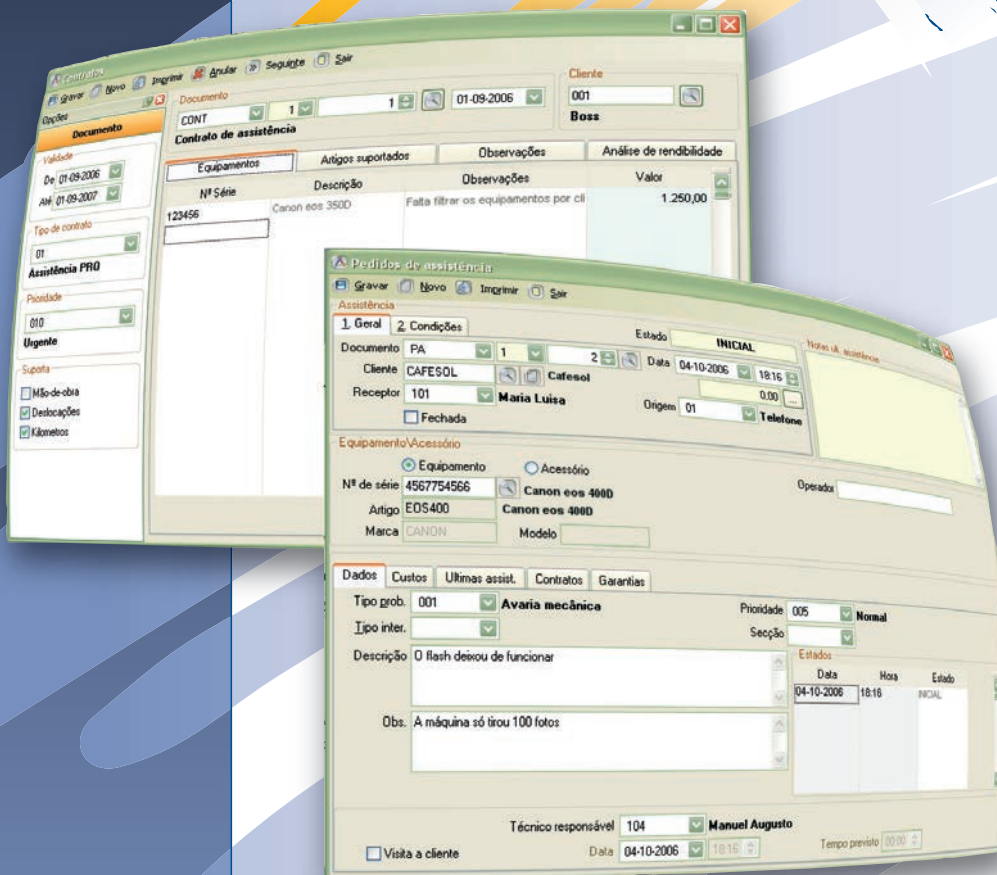 Contratos
Gravar Novo Imprimir Anular Seguinte Sair
Opções
Documento
Validade
De 01-09-2006
Até 01-09-2007
Tipo de contrato
01
Assistência PRO
Prioridade
010
Urgente
Suporta
Mão-de-obra
Deslocações
Kilometros
Documento
CONT 1 1 01-09-2006
Contrato de assistência
Cliente
001
Boss
Equipamentos Artigos suportados Observações Análise de rendibilidade
Nº Série Descrição Observações Valor
123456 Canon eos 350D Falta filtrar os equipamentos por cli 1.250,00
Pedidos de assistência
Gravar Novo Imprimir Sair
Assistência
1. Geral 2. Condições
Estado INICIAL
Notas ult. assistência
Documento PA 1 2 Data 04-10-2006 18:16
Cliente CAFESOL Cafesol 0.00 ...
Receptor 101 Maria Luisa Origem 01 Telefone
Fechada
Equipamento\Acessório
Equipamento Acessório
Nº de série 4567754566 Canon eos 400D
Operador
Artigo EOS400 Canon eos 400D
Marca CANON Modelo
Dados Custos Ultimas assist. Contratos Garantias
Tipo prob. 001 Avaria mecânica Prioridade 005 Normal
Tipo inter. Secção
Descrição O flash deixou de funcionar
Estados
Data Hora Estado
04-10-2006 18:16 INICIAL
Obs. A máquina só tirou 100 fotos
Técnico responsável 104 Manuel Augusto
Visita a cliente Data 04-10-2006 18:16 Tempo previsto 00:00